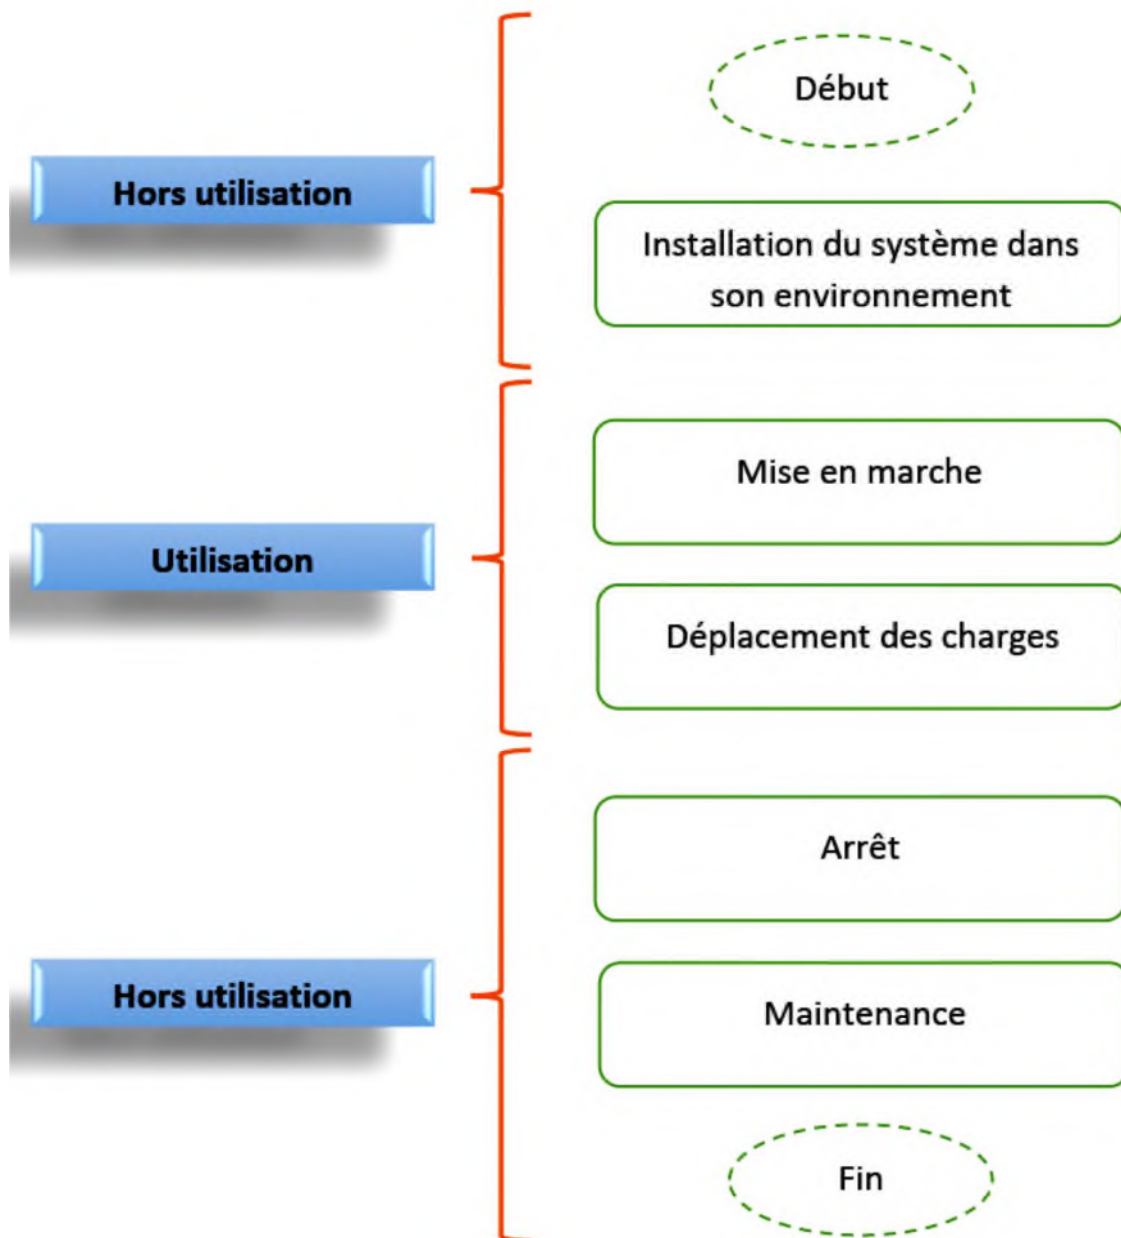 Début
Hors utilisation
Installation du système dans
son environnement
Mise en marche
Utilisation
Déplacement des charges
Arrêt
Hors utilisation
Maintenance
Fin